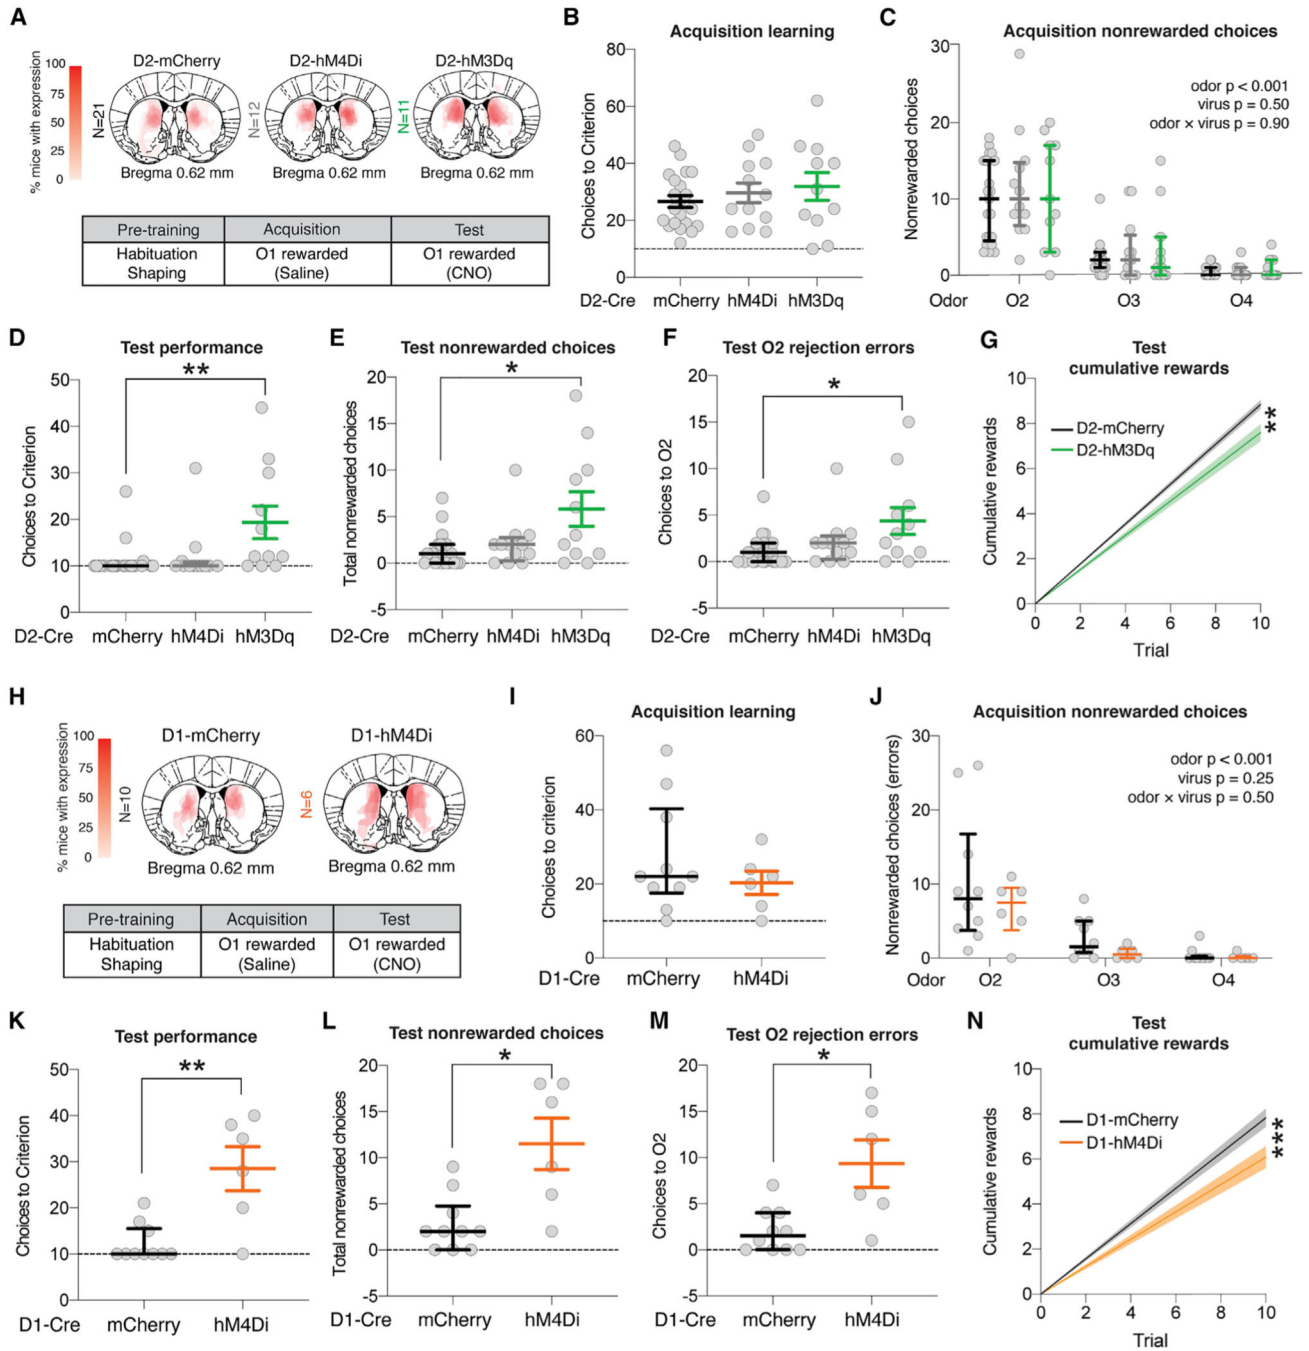 A
D2-mCherry
D2-hM4Di
D2-hM3Dq
% mice with expression
100
75
50
25
0
N=21
N=12
N=11
Bregma 0.62 mm
Bregma 0.62 mm
Bregma 0.62 mm
Pre-training Acquisition Test
Habituation O1 rewarded O1 rewarded
Shaping (Saline) (CNO)
B
Acquisition learning
Choices to Criterion
80
60
40
20
0
D2-Cre mCherry hM4Di hM3Dq
C
Acquisition nonrewarded choices
odor p < 0.001
virus p = 0.50
odor × virus p = 0.90
Nonrewarded choices
30
20
10
0
Odor O2 O3 O4
D
Test performance
**
Choices to Criterion
50
40
30
20
10
0
D2-Cre mCherry hM4Di hM3Dq
E
Test nonrewarded choices
*
Total nonrewarded choices
20
15
10
5
0
-5
D2-Cre mCherry hM4Di hM3Dq
F
Test O2 rejection errors
*
Choices to O2
20
15
10
5
0
-5
D2-Cre mCherry hM4Di hM3Dq
G
Test
cumulative rewards
D2-mCherry
D2-hM3Dq
**
Cumulative rewards
10
8
6
4
2
0
0 2 4 6 8 10
Trial
H
D1-mCherry
D1-hM4Di
% mice with expression
100
75
50
25
0
N=10
N=6
Bregma 0.62 mm
Bregma 0.62 mm
Pre-training Acquisition Test
Habituation O1 rewarded O1 rewarded
Shaping (Saline) (CNO)
I
Acquisition learning
Choices to criterion
60
40
20
0
D1-Cre mCherry hM4Di
J
Acquisition nonrewarded choices
odor p < 0.001
virus p = 0.25
odor × virus p = 0.50
Nonrewarded choices (errors)
30
20
10
0
Odor O2 O3 O4
K
Test performance
**
Choices to Criterion
50
40
30
20
10
0
D1-Cre mCherry hM4Di
L
Test nonrewarded choices
*
Total nonrewarded choices
20
15
10
5
0
-5
D1-Cre mCherry hM4Di
M
Test O2 rejection errors
*
Choices to O2
20
15
10
5
0
-5
D1-Cre mCherry hM4Di
N
Test
cumulative rewards
D1-mCherry
D1-hM4Di
***
Cumulative rewards
10
8
6
4
2
0
0 2 4 6 8 10
Trial